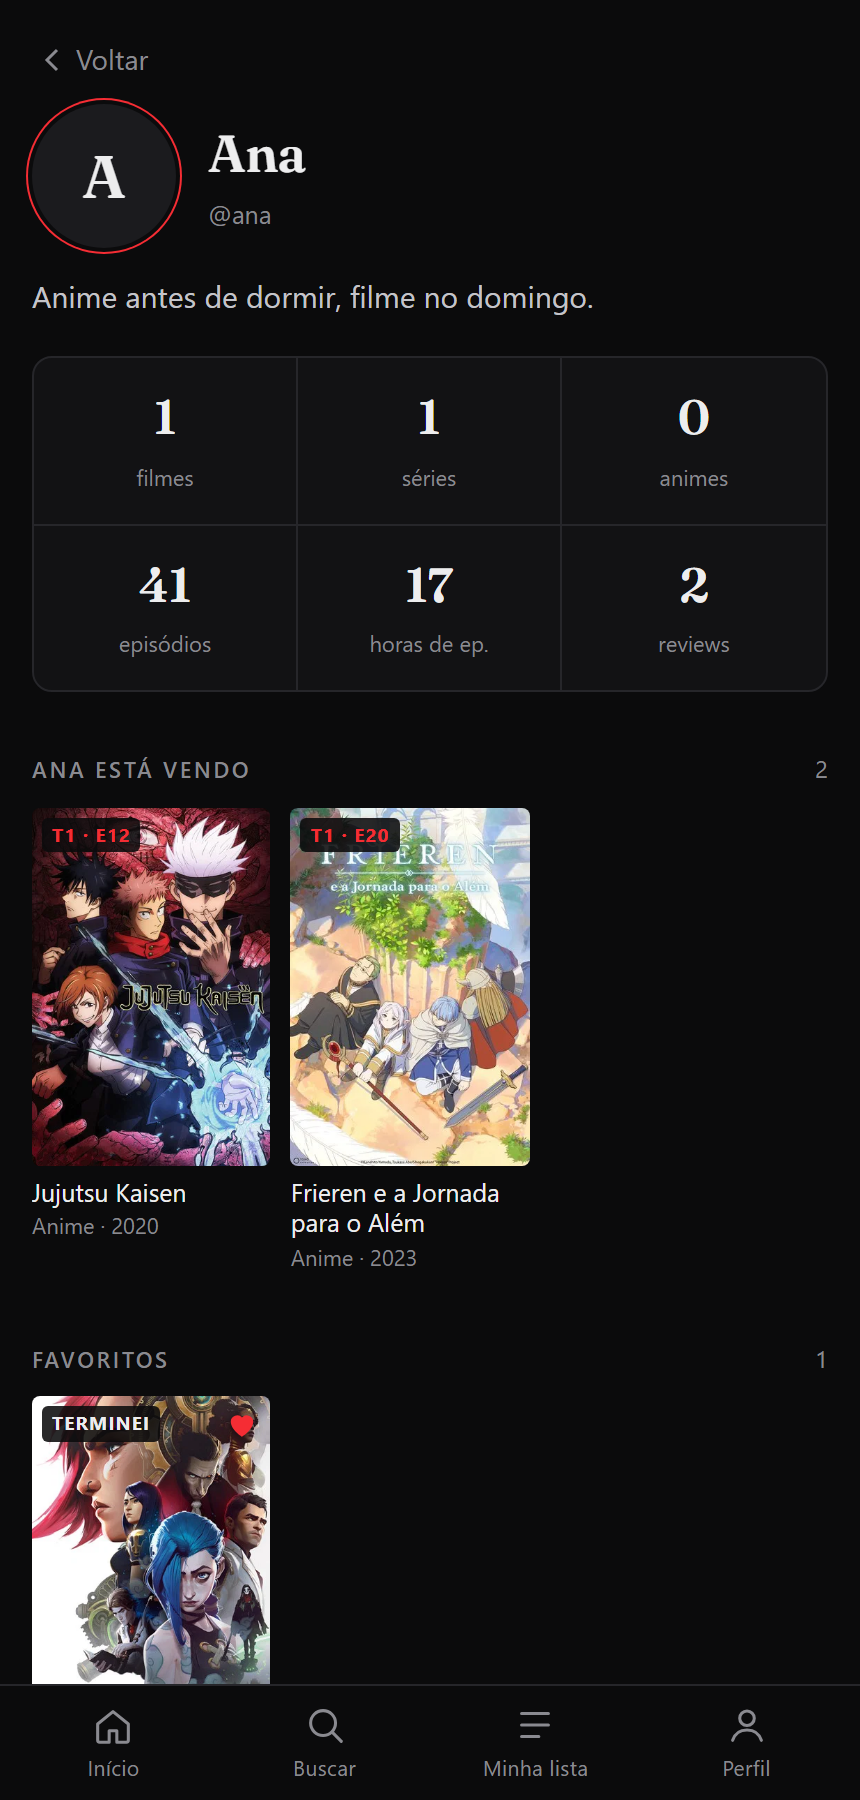 Voltar
A
Ana
@ana
Anime antes de dormir, filme no domingo.
1
filmes
1
séries
0
animes
41
episódios
17
horas de ep.
2
reviews
ANA ESTÁ VENDO
2
T1 · E12
JUJUTSU KAISEN
T1 · E20
FRIEREN
e a Jornada para o Além
Jujutsu Kaisen
Anime · 2020
Frieren e a Jornada
para o Além
Anime · 2023
FAVORITOS
1
TERMINEI
Início
Buscar
Minha lista
Perfil